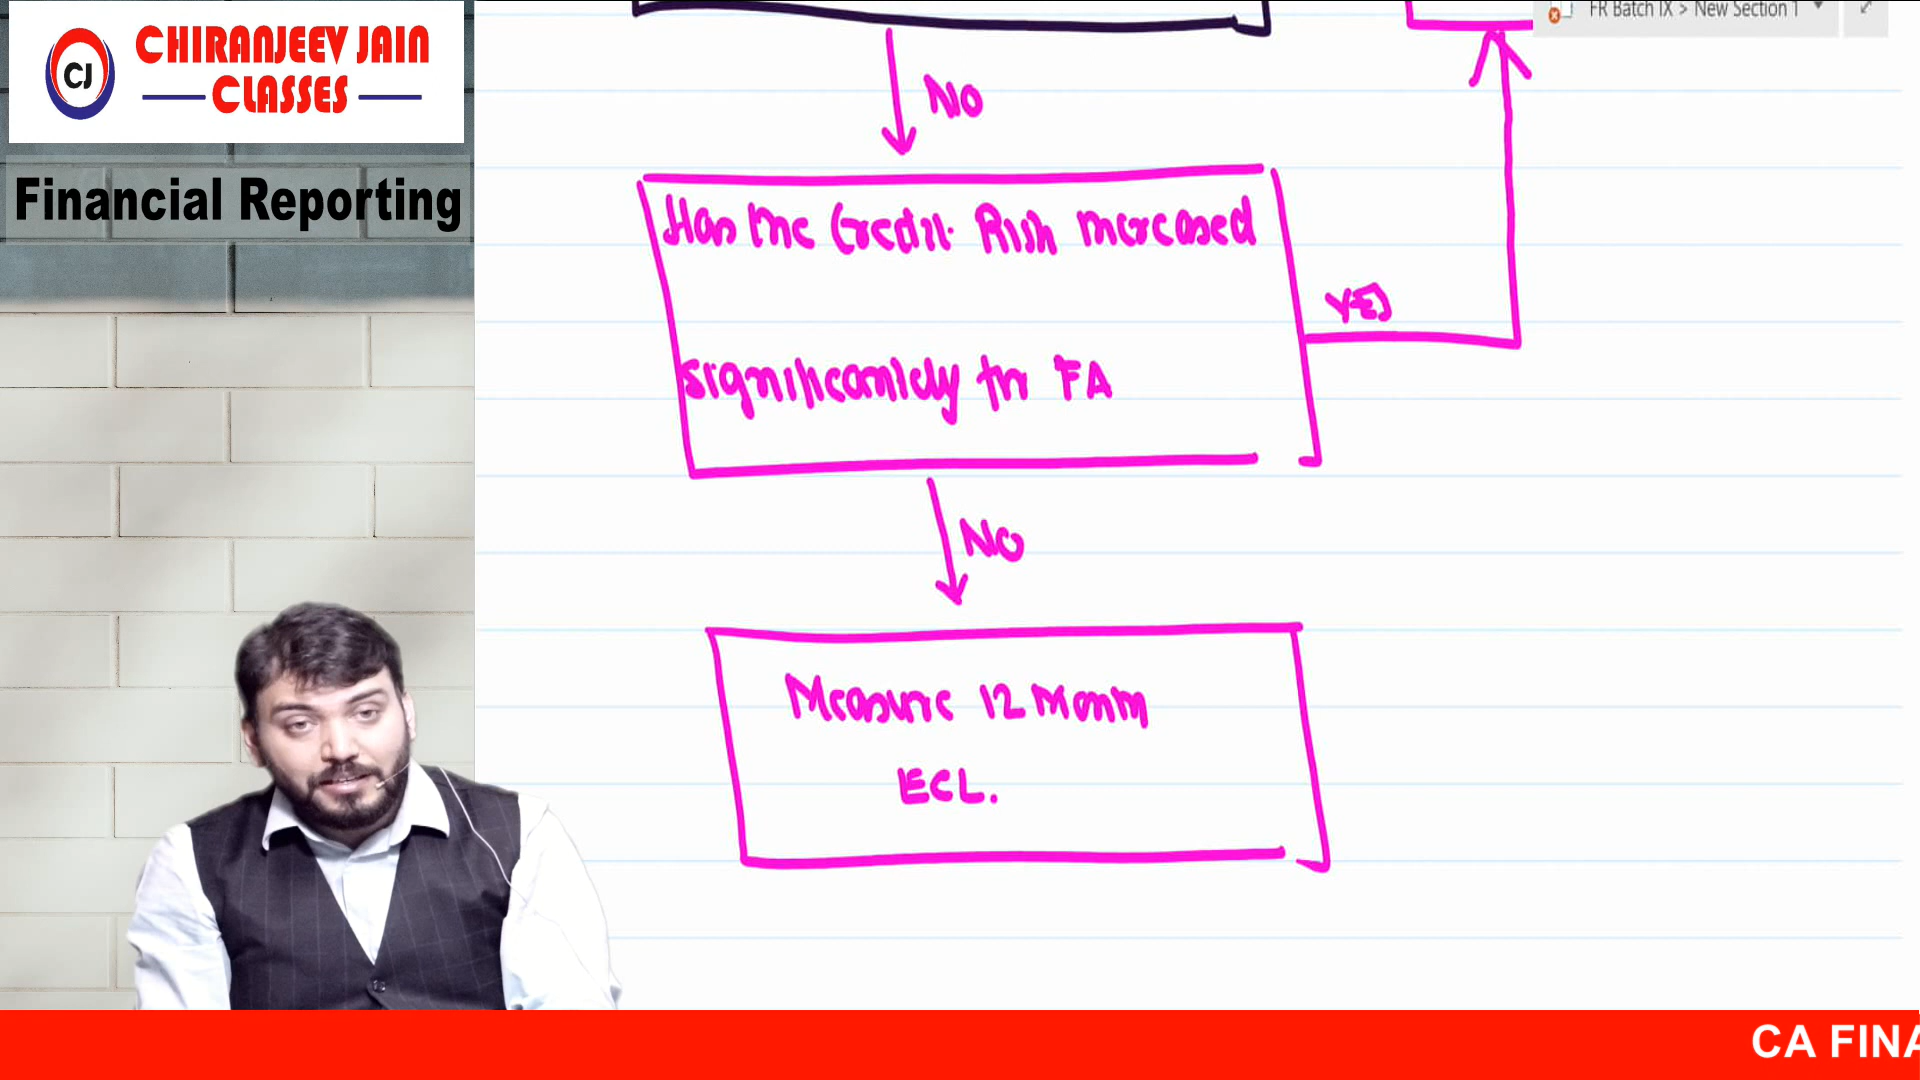 CHIRANJEEV JAIN
CJ
CLASSES
Financial Reporting
FR Batch IX > New Section 1
NO
Has the Credit Risk increased
YES
significantly in FA
NO
Measure 12 Month
ECL.
CA FINA